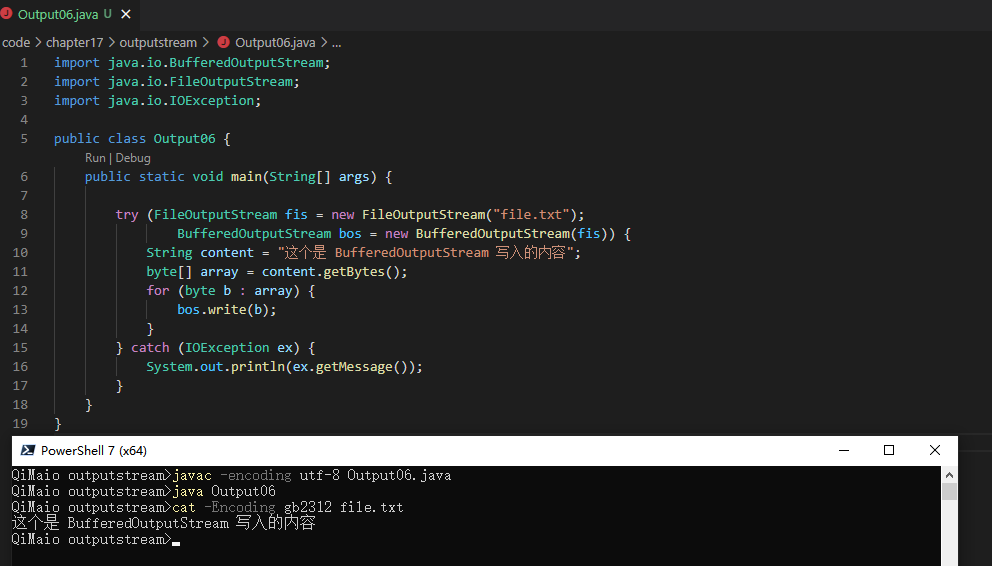 Output06.java U ×
code > chapter17 > outputstream > Output06.java > ...
1 import java.io.BufferedOutputStream;
2 import java.io.FileOutputStream;
3 import java.io.IOException;
4
5 public class Output06 {
Run | Debug
6 public static void main(String[] args) {
7
8 try (FileOutputStream fis = new FileOutputStream("file.txt");
9 BufferedOutputStream bos = new BufferedOutputStream(fis)) {
10 String content = "这个是 BufferedOutputStream 写入的内容";
11 byte[] array = content.getBytes();
12 for (byte b : array) {
13 bos.write(b);
14 }
15 } catch (IOException ex) {
16 System.out.println(ex.getMessage());
17 }
18 }
19 }
PowerShell 7 (x64)
QiMaio outputstream>javac -encoding utf-8 Output06.java
QiMaio outputstream>java Output06
QiMaio outputstream>cat -Encoding gb2312 file.txt
这个是 BufferedOutputStream 写入的内容
QiMaio outputstream>